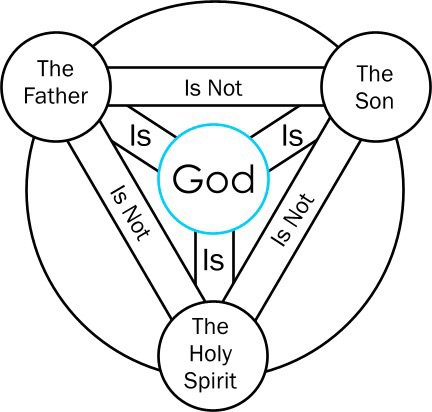 The
Father
Is Not
The
Son
Is
Is
God
Is Not
Is Not
Is
The
Holy
Spirit